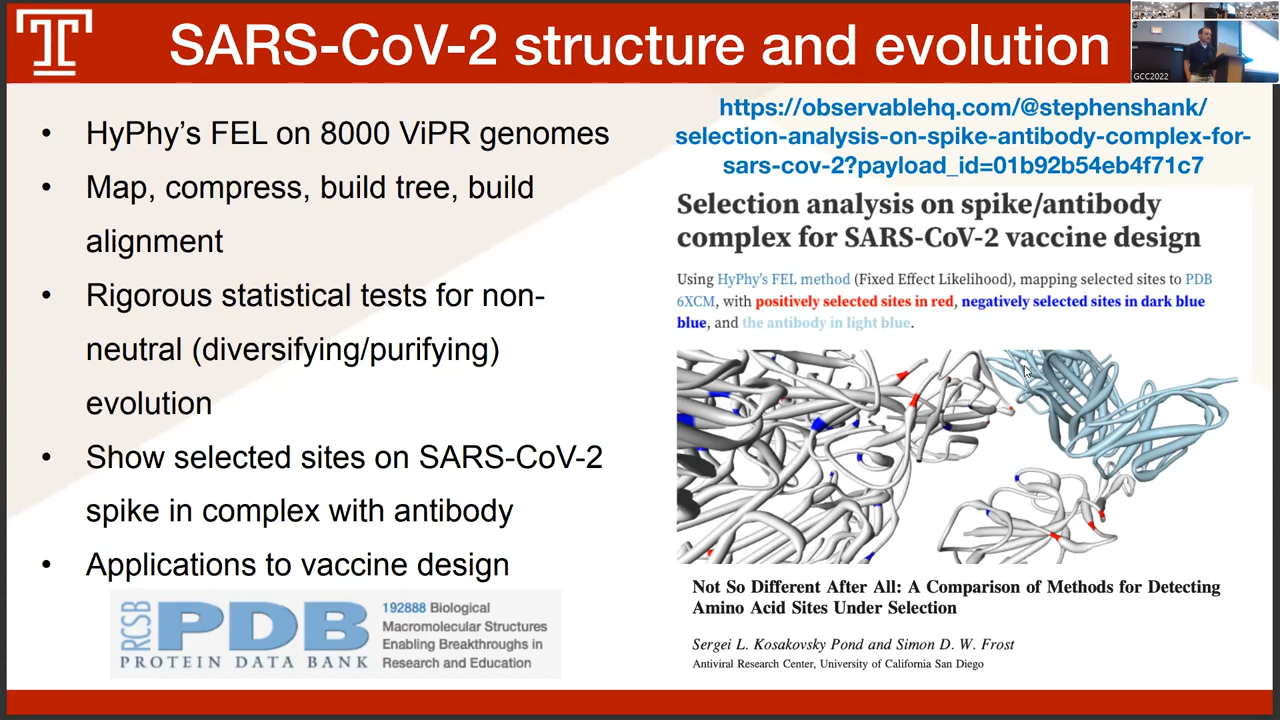 SARS-CoV-2 structure and evolution
GCC2022
• HyPhy’s FEL on 8000 ViPR genomes
• Map, compress, build tree, build
alignment
• Rigorous statistical tests for non-
neutral (diversifying/purifying)
evolution
• Show selected sites on SARS-CoV-2
spike in complex with antibody
• Applications to vaccine design
RCSB
PDB
PROTEIN DATA BANK
192888 Biological
Macromolecular Structures
Enabling Breakthroughs in
Research and Education
https://observablehq.com/@stephenshank/
selection-analysis-on-spike-antibody-complex-for-
sars-cov-2?payload_id=01b92b54eb4f71c7
Selection analysis on spike/antibody
complex for SARS-CoV-2 vaccine design
Using HyPhy's FEL method (Fixed Effect Likelihood), mapping selected sites to PDB
6XCM, with positively selected sites in red, negatively selected sites in dark blue
blue, and the antibody in light blue.
Not So Different After All: A Comparison of Methods for Detecting
Amino Acid Sites Under Selection
Sergei L. Kosakovsky Pond and Simon D. W. Frost
Antiviral Research Center, University of California San Diego